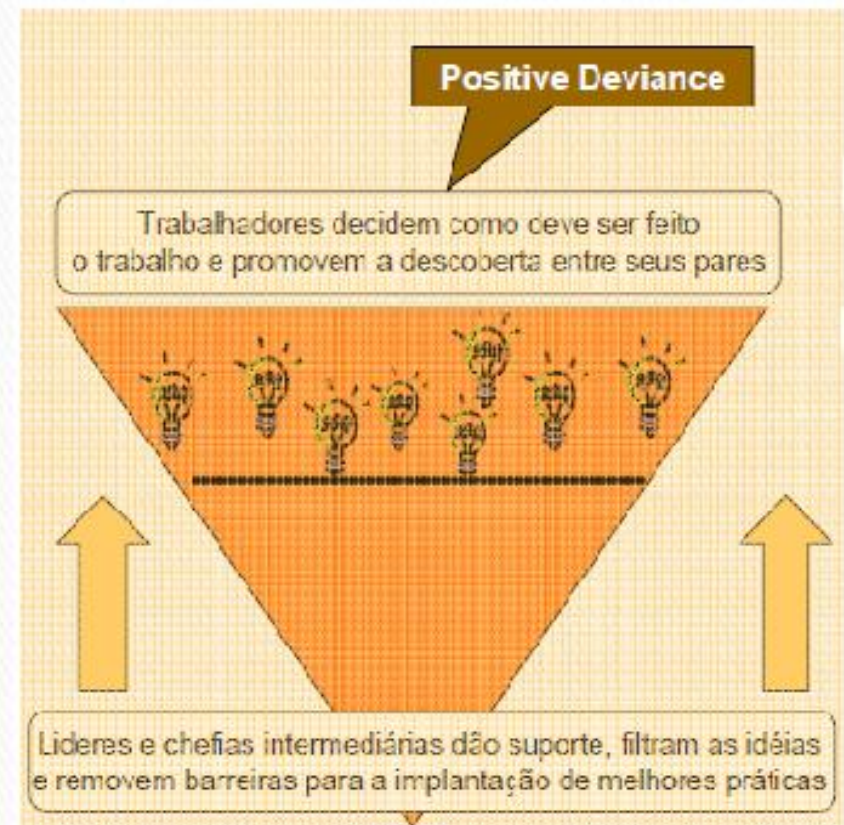 Positive Deviance
Trabalhadores decidem como deve ser feito
o trabalho e promovem a descoberta entre seus pares
Lideres e chefias intermediárias dão suporte, filtram as idéias
e removem barreiras para a implantação de melhores práticas